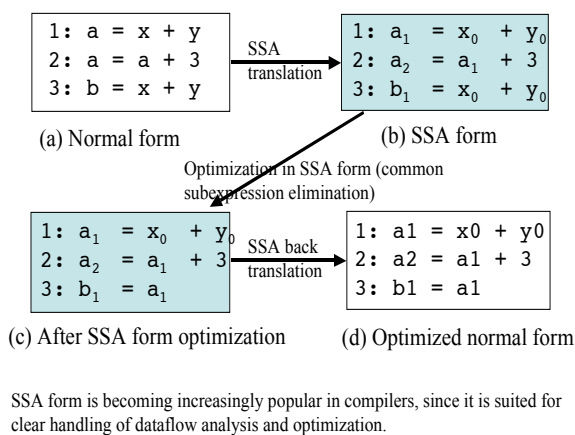 1: a = x + y
2: a = a + 3
3: b = x + y
SSA
translation
1: a₁ = x₀ + y₀
2: a₂ = a₁ + 3
3: b₁ = x₀ + y₀
(a) Normal form
(b) SSA form
Optimization in SSA form (common
subexpression elimination)
1: a₁ = x₀ + y₀
2: a₂ = a₁ + 3
3: b₁ = a₁
SSA back
translation
1: a1 = x0 + y0
2: a2 = a1 + 3
3: b1 = a1
(c) After SSA form optimization
(d) Optimized normal form
SSA form is becoming increasingly popular in compilers, since it is suited for
clear handling of dataflow analysis and optimization.